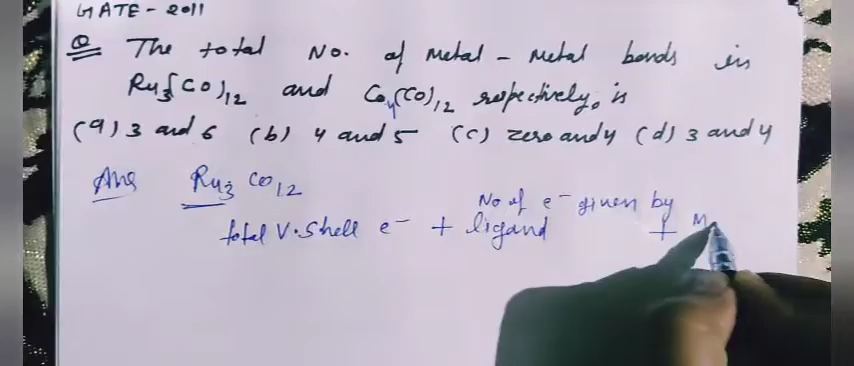 GATE - 2011
Q The total No. of Metal - Metal bonds in
Ru3(CO)12 and Co4(CO)12 respectively, is
(a) 3 and 6 (b) 4 and 5 (c) zero and 4 (d) 3 and 4
Ans Ru3 CO12
No of e- given by
total V. Shell e- + ligand + M